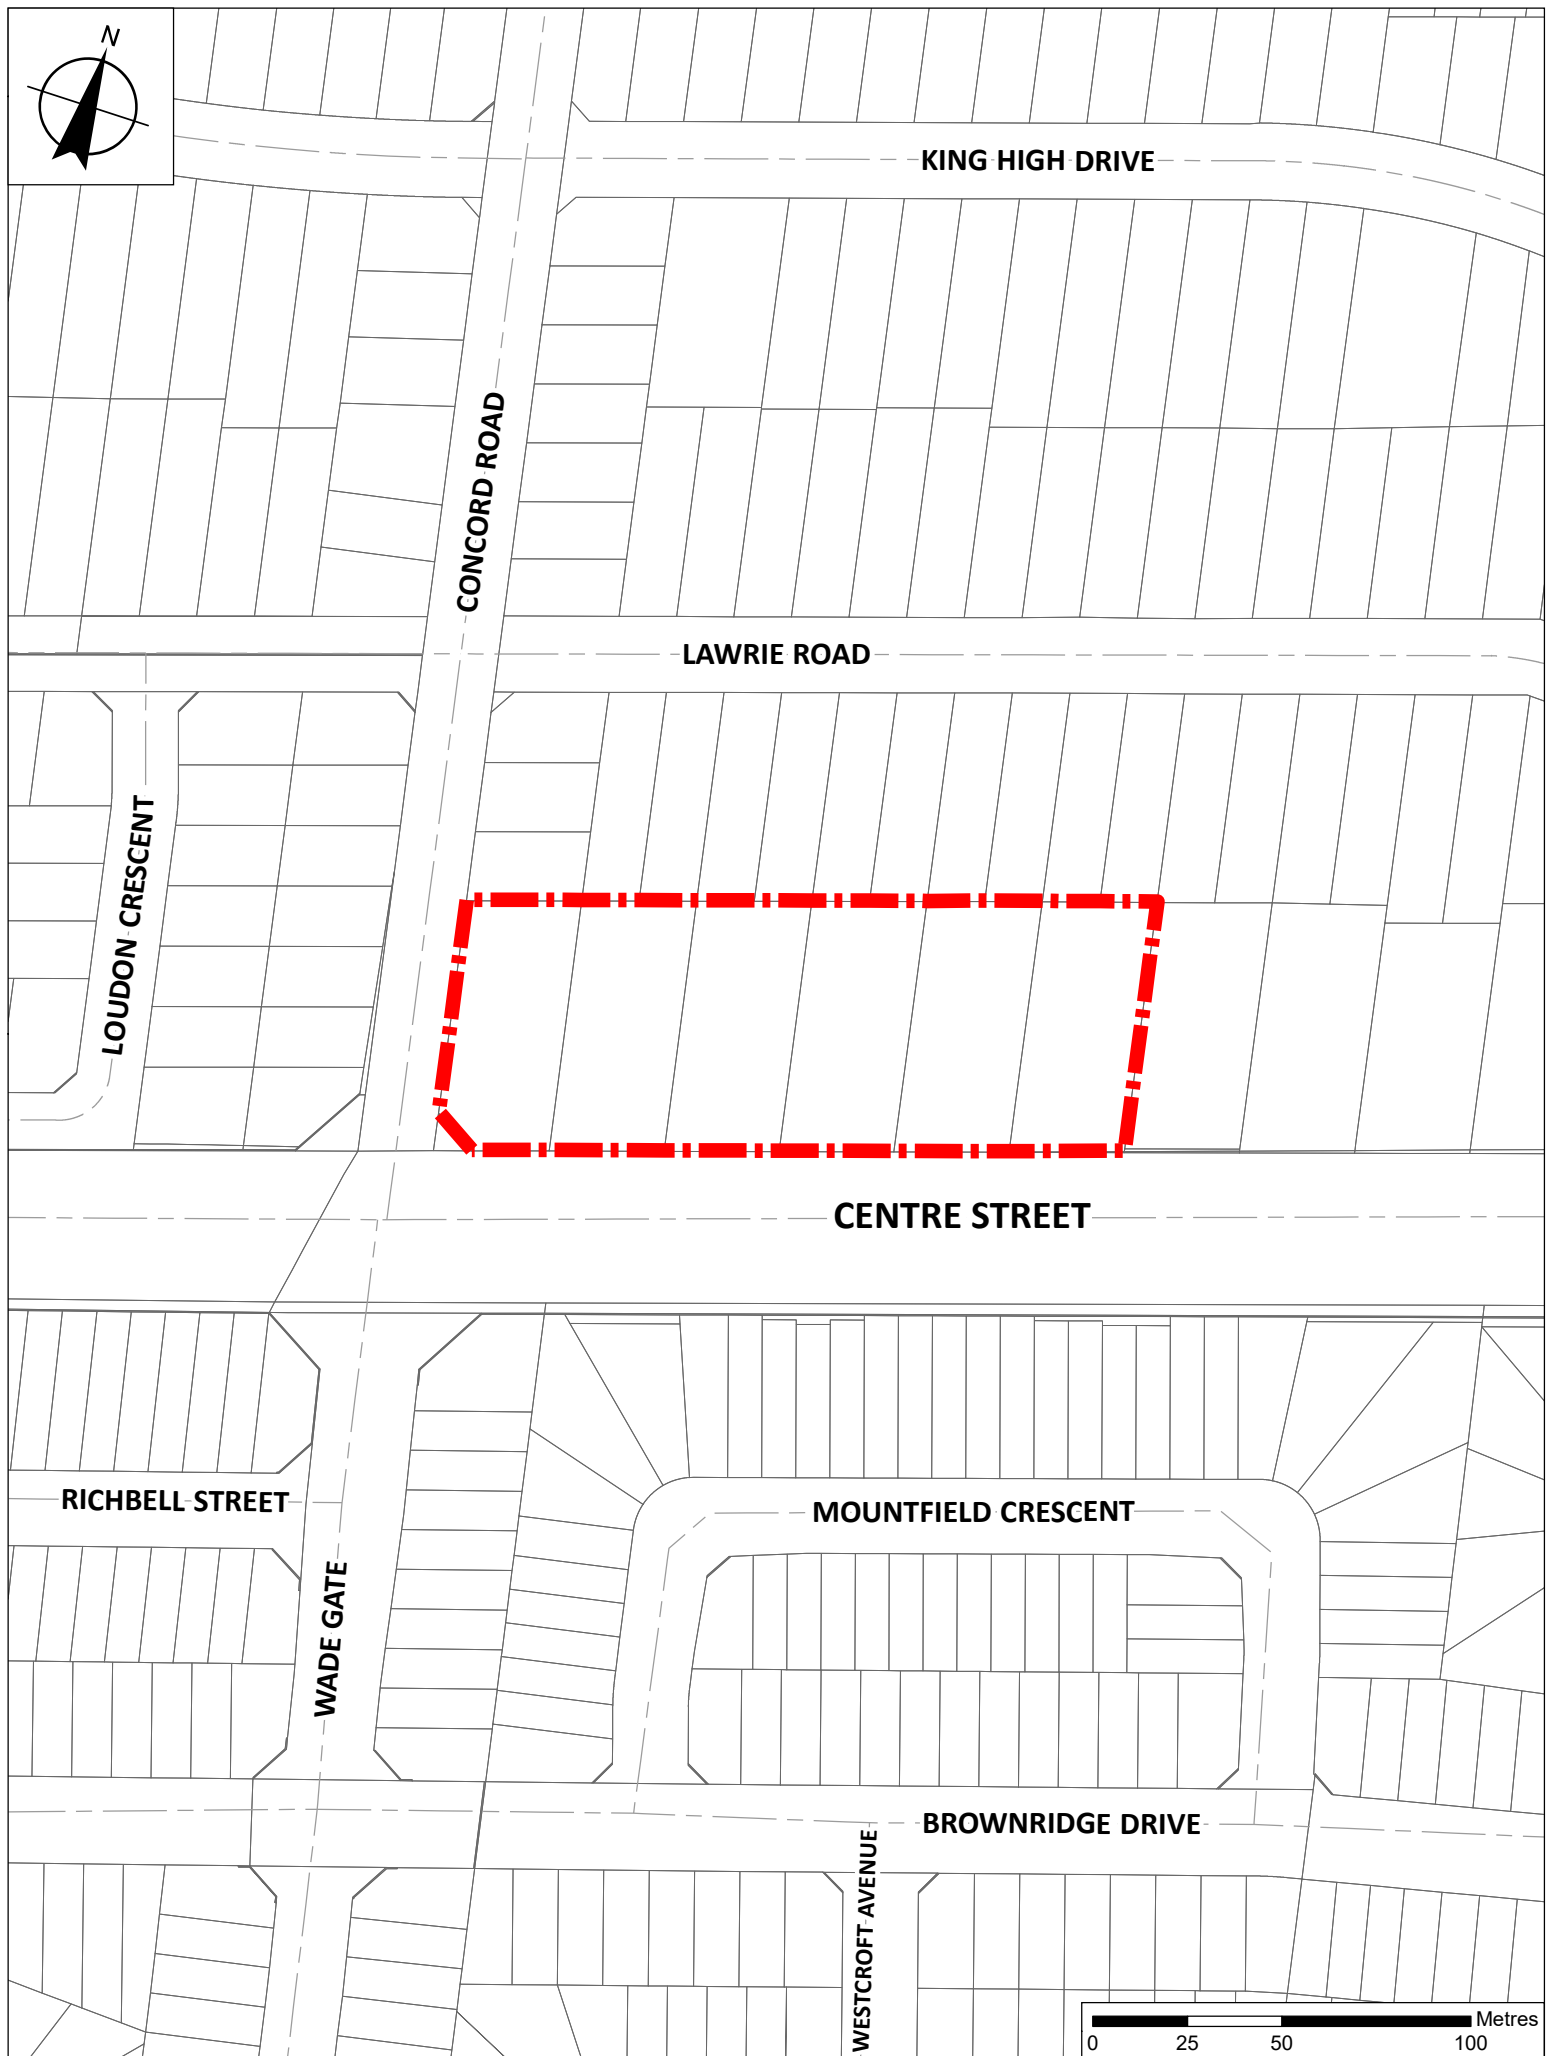 N
KING HIGH DRIVE
CONCORD ROAD
LAWRIE ROAD
LOUDON CRESCENT
CENTRE STREET
RICHBELL STREET
MOUNTFIELD CRESCENT
WADE GATE
BROWNRIDGE DRIVE
WESTCROFT AVENUE
Metres
0 25 50 100